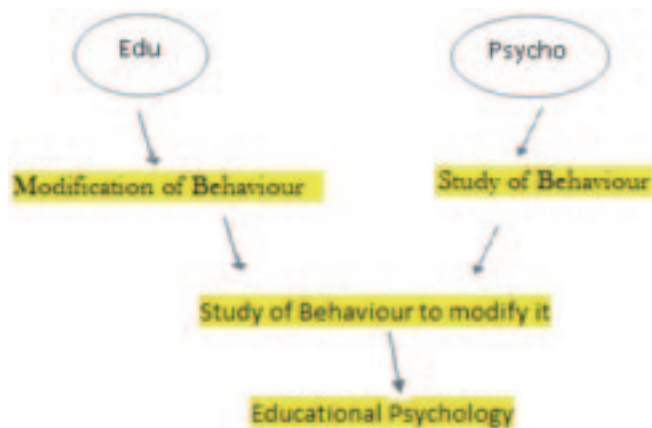 Edu
Psycho
Modification of Behaviour
Study of Behaviour
Study of Behaviour to modify it
Educational Psychology